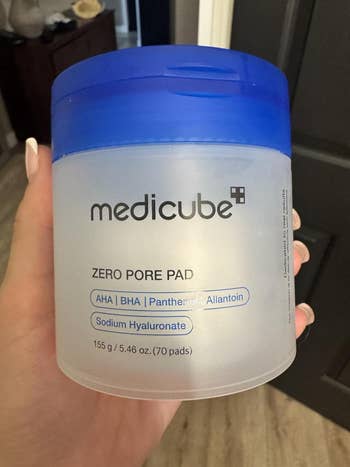 medicube
ZERO PORE PAD
AHA | BHA | Allantoin
Sodium Hyaluronate
155 g / 5.46 oz. (70 pads)